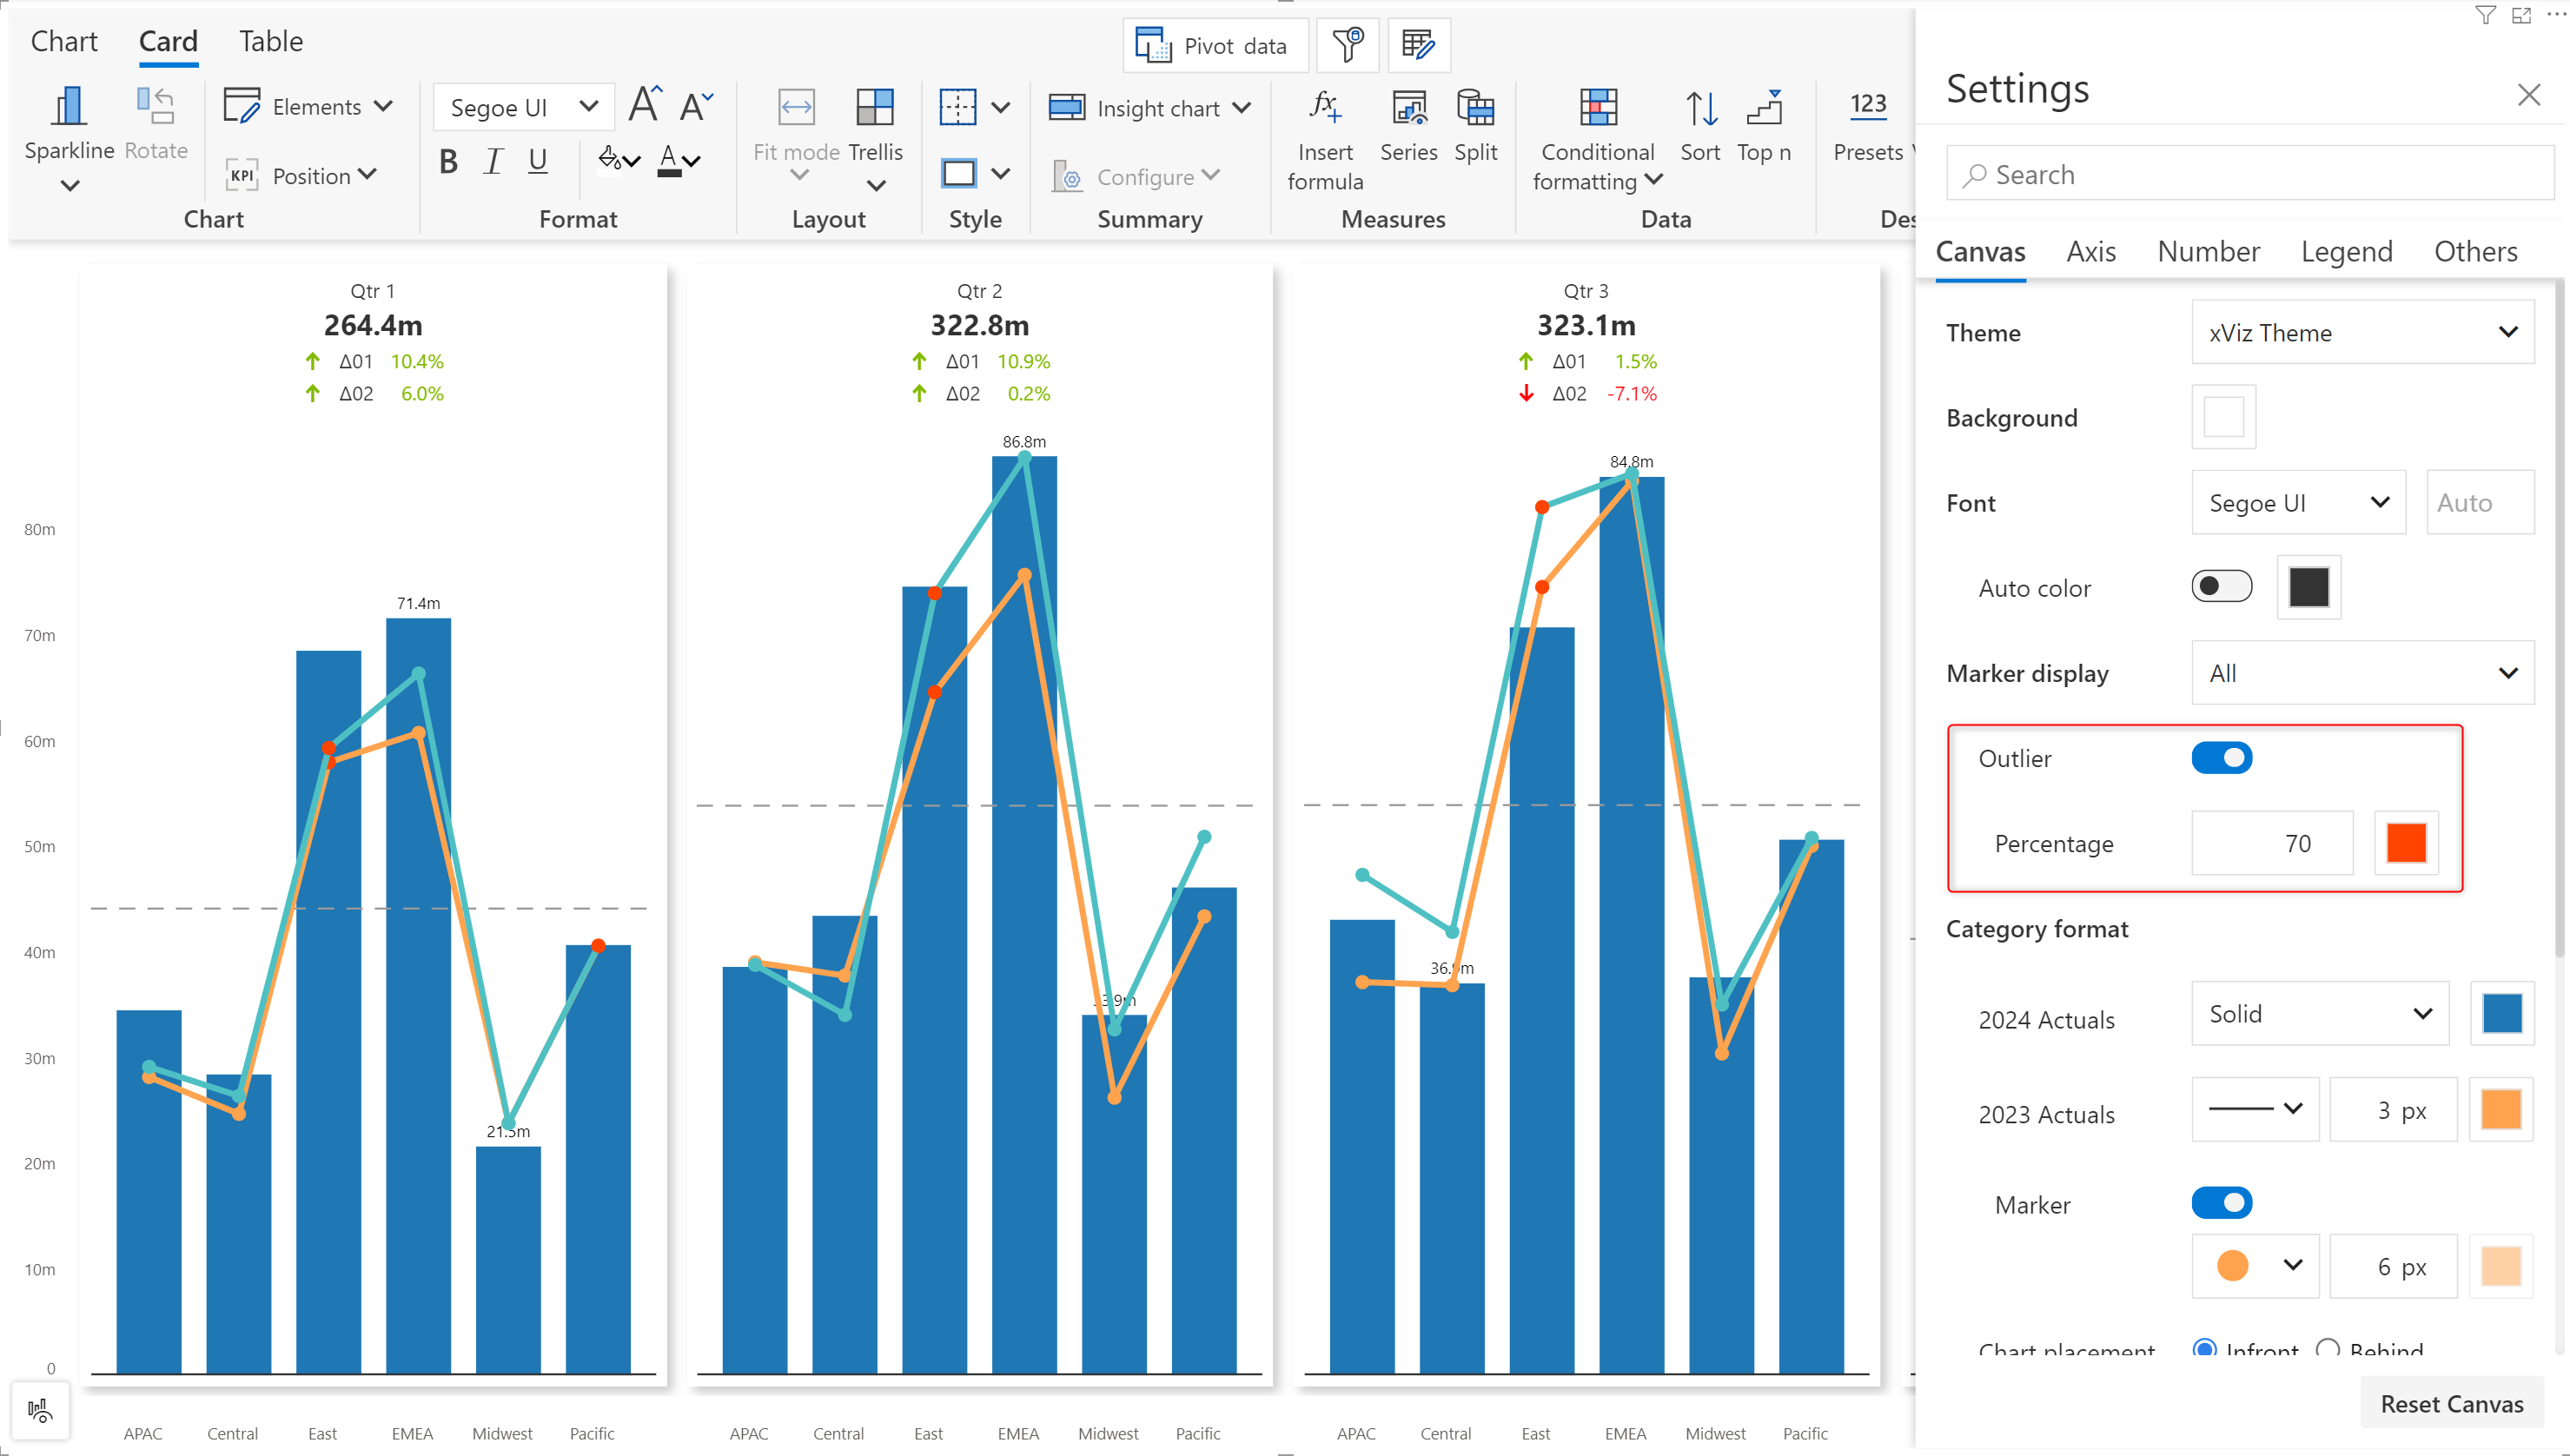 Chart Card Table
Pivot data
Sparkline Rotate
Elements
KPI Position
Chart
Segoe UI A A
B I U A
Format
Fit mode Trellis
Layout
Style
Insight chart
Configure
Summary
fx
Insert formula
Series Split
Measures
Conditional formatting
Sort Top n
Data
123
Presets
Settings
Search
Canvas Axis Number Legend Others
Theme xViz Theme
Background
Font Segoe UI Auto
Auto color
Marker display All
Outlier
Percentage 70
Category format
2024 Actuals Solid
2023 Actuals 3 px
Marker
6 px
Chart placement Infront Behind
Reset Canvas
Qtr 1
264.4m
Δ01 10.4%
Δ02 6.0%
Qtr 2
322.8m
Δ01 10.9%
Δ02 0.2%
Qtr 3
323.1m
Δ01 1.5%
Δ02 -7.1%
80m
70m
60m
50m
40m
30m
20m
10m
0
71.4m
86.8m
84.8m
APAC Central East EMEA Midwest Pacific
APAC Central East EMEA Midwest Pacific
APAC Central East EMEA Midwest Pacific